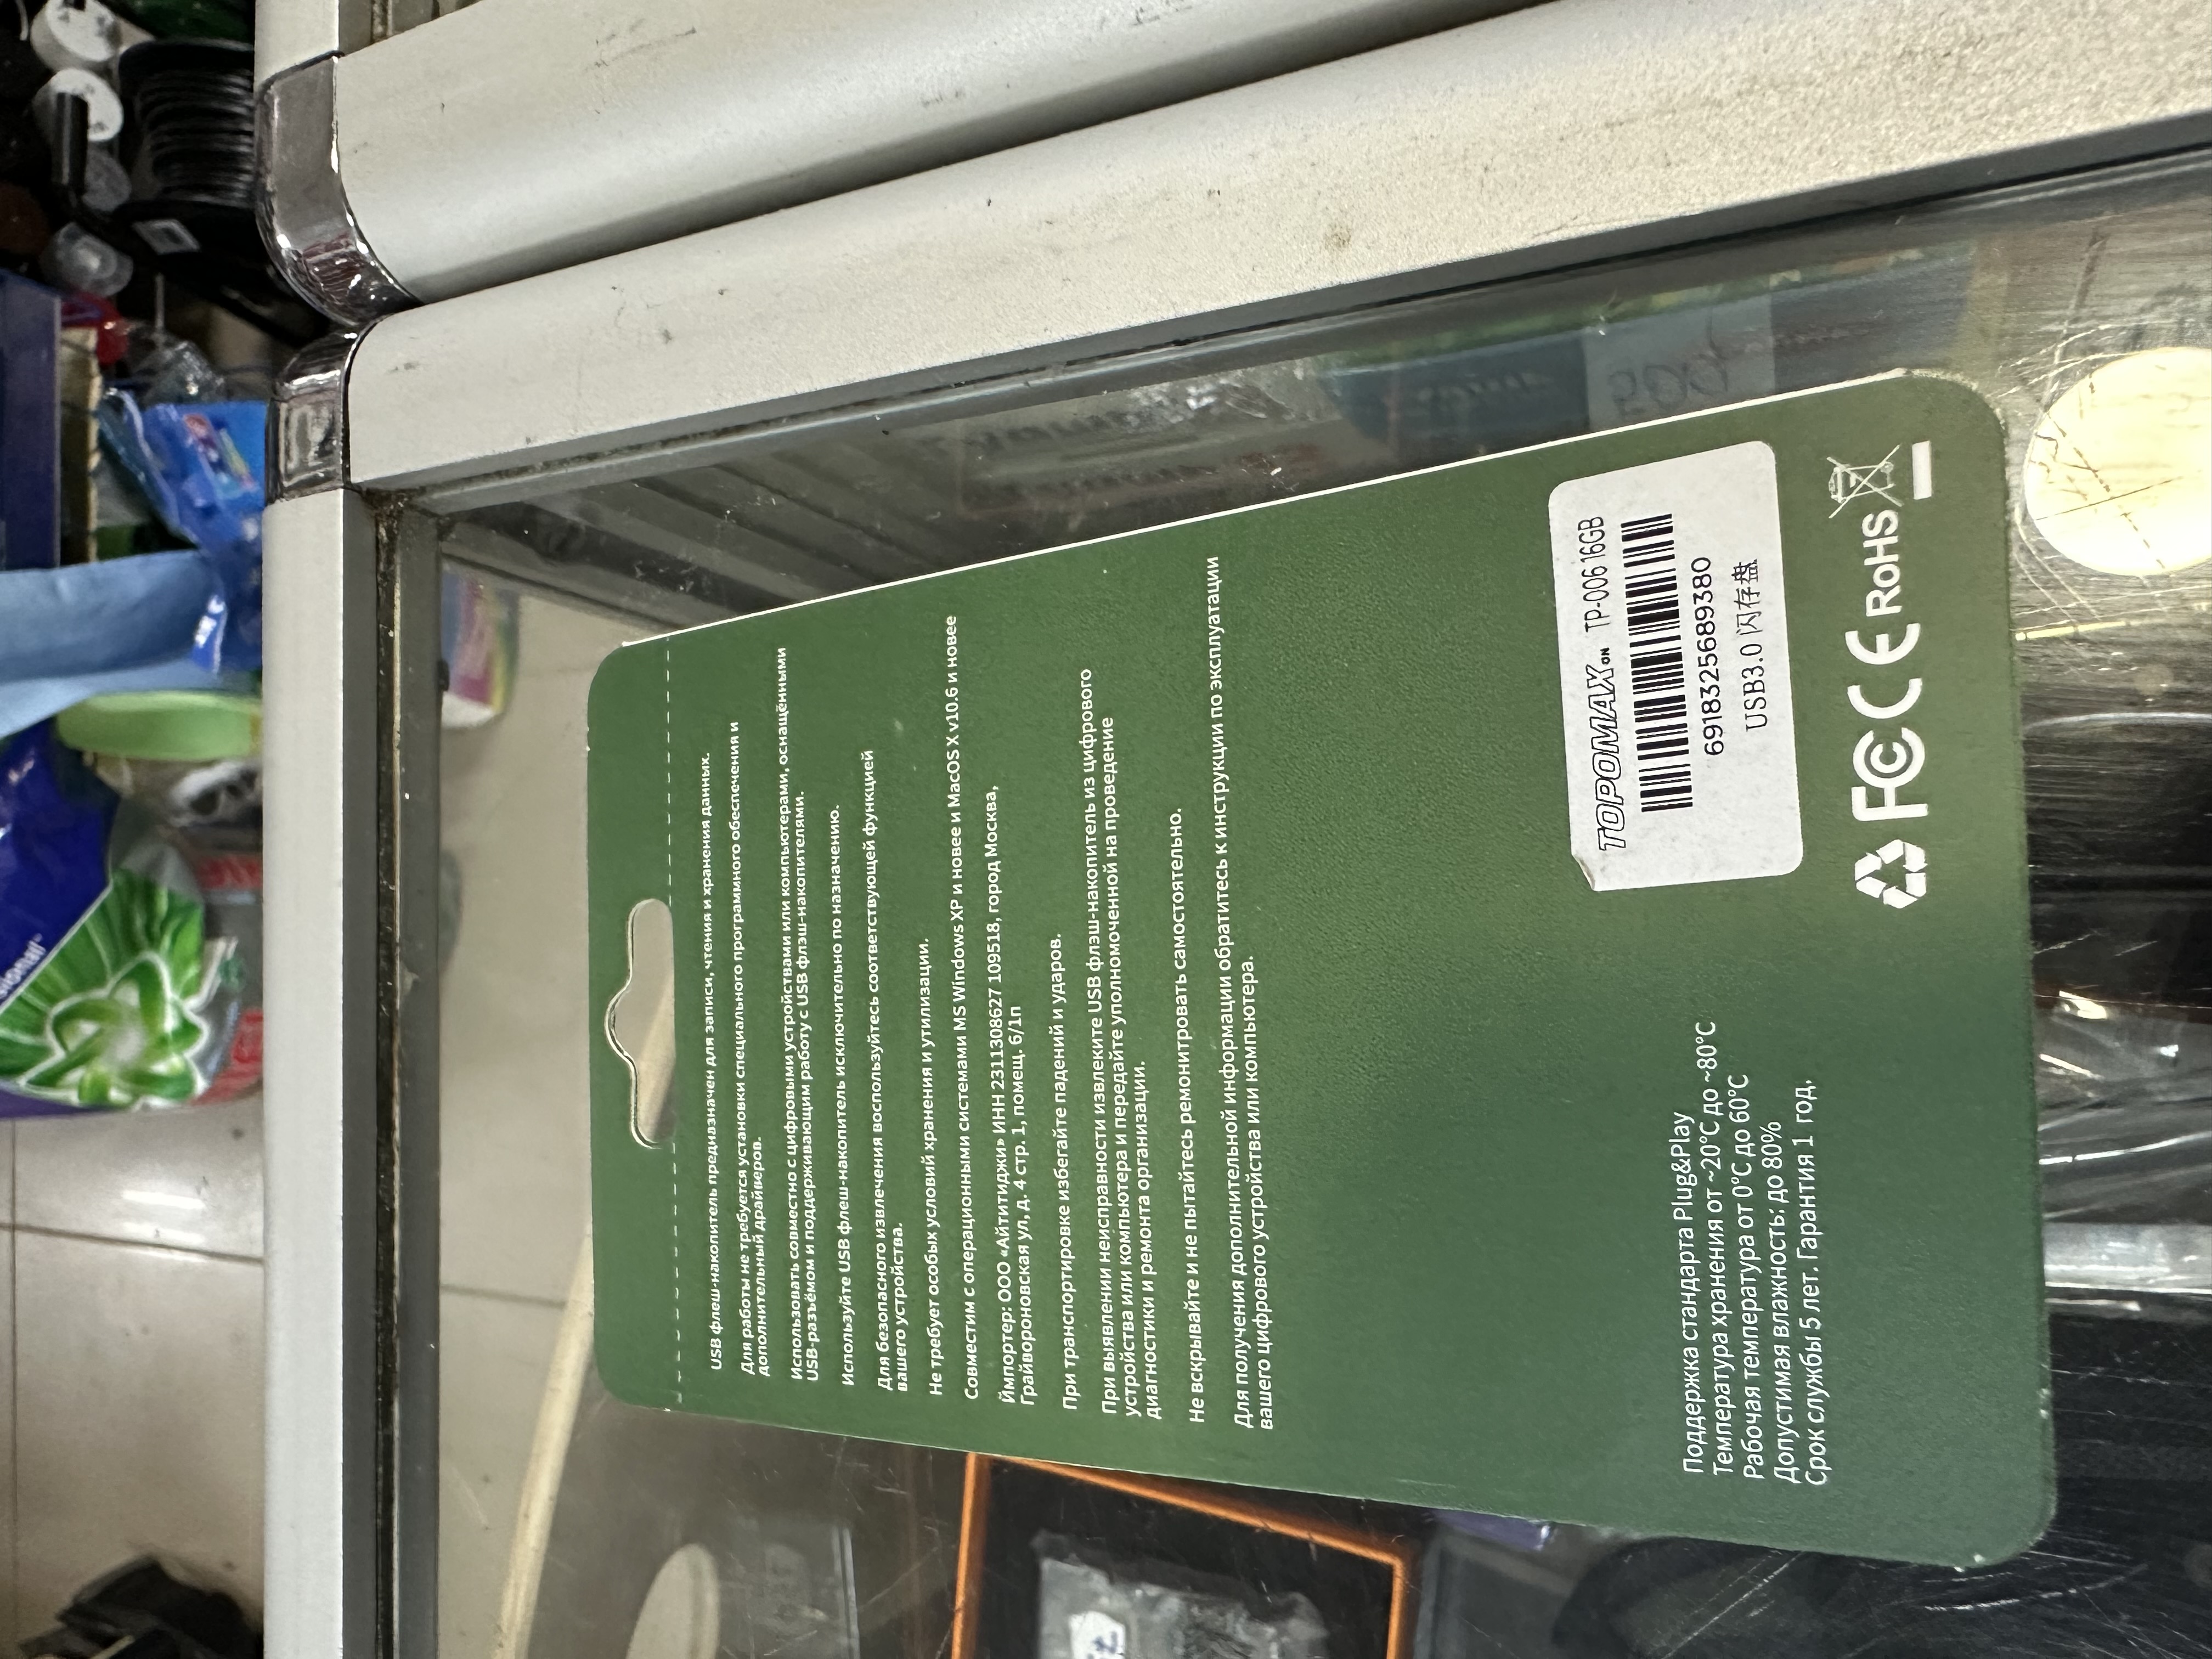 USB флеш-накопитель предназначен для записи, чтения и хранения данных.
Для работы не требуется установки специального программного обеспечения и
дополнительный драйверов.
Использовать совместно с цифровыми устройствами или компьютерами, оснащёнными
USB-разъёмом и поддерживающим работу с USB флэш-накопителями.
Используйте USB флеш-накопитель исключительно по назначению.
Для безопасного извлечения воспользуйтесь соответствующей функцией
вашего устройства.
Не требует особых условий хранения и утилизации.
Совместим с операционными системами MS Windows XP и новее и MacOS X v10.6 и новее
Импортер: ООО «Айтитиджи» ИНН 231130862​7 109518, город Москва,
Грайвороновская ул, д. 4 стр. 1, помещ. 6/1п
При транспортировке избегайте падений и ударов.
При выявлении неисправности извлеките USB флэш-накопитель из цифрового
устройства или компьютера и передайте уполномоченной на проведение
диагностики и ремонта организации.
Не вскрывайте и не пытайтесь ремонитровать самостоятельно.
Для получения дополнительной информации обратитесь к инструкции по эксплуатации
вашего цифрового устройства или компьютера.
Поддержка стандарта Plug&Play
Температура хранения от ~20°C до ~80°C
Рабочая температура от 0°C до 60°C
Допустимая влажность: до 80%
Срок службы 5 лет. Гарантия 1 год.
TOPOMAX ON TP-006 16GB
6918325689380
USB3.0 闪存盘
FCC CE RoHS